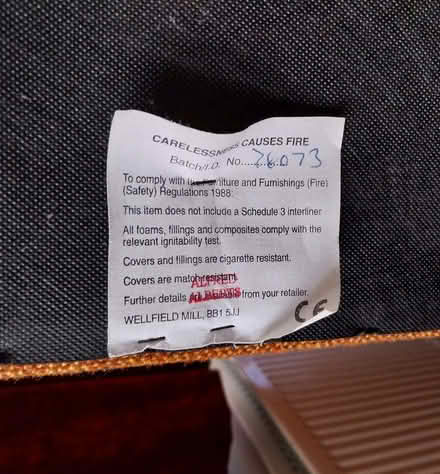 CARELESSNESS CAUSES FIRE
Batch/I.D. No.....26073
To comply with the Furniture and Furnishings (Fire)
(Safety) Regulations 1988:
This item does not include a Schedule 3 interliner
All foams, fillings and composites comply with the
relevant ignitability test.
Covers and fillings are cigarette resistant.
Covers are match resistant.
ALFRED
Further details from your retailer.
ALBERTS
WELLFIELD MILL, BB1 5JJ
CE